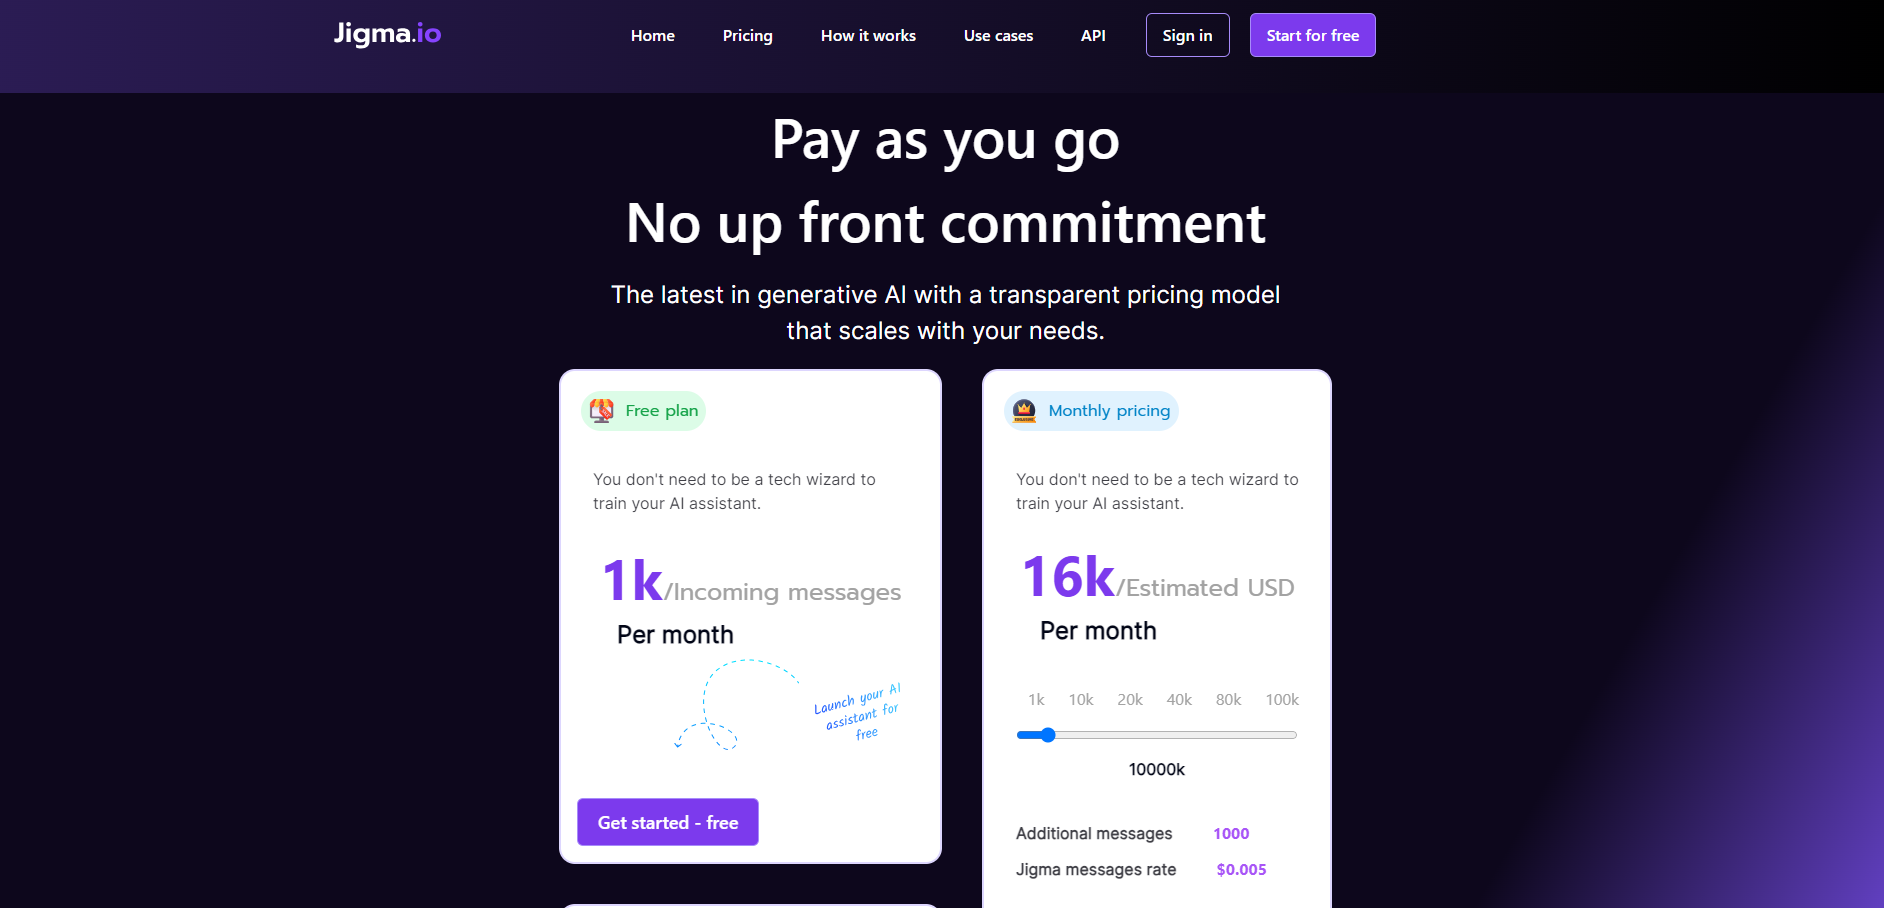 Jigma.io
Home
Pricing
How it works
Use cases
API
Sign in
Start for free
Pay as you go
No up front commitment
The latest in generative AI with a transparent pricing model
that scales with your needs.
Free plan
You don't need to be a tech wizard to
train your AI assistant.
1k/Incoming messages
Per month
Launch your AI
assistant for
free
Get started - free
Monthly pricing
You don't need to be a tech wizard to
train your AI assistant.
16k/Estimated USD
Per month
1k 10k 20k 40k 80k 100k
10000k
Additional messages 1000
Jigma messages rate $0.005